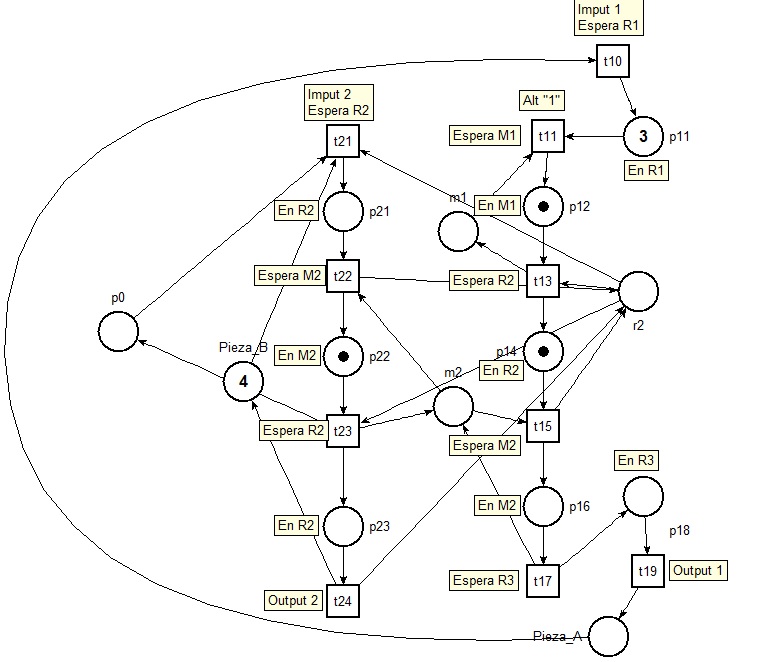 Imput 1
Espera R1
t10
Imput 2
Espera R2
Alt "1"
t21
Espera M1
t11
3
p11
En R1
m1
En M1
p12
En R2
p21
Espera M2
t22
Espera R2
t13
r2
p0
Pieza_B
En M2
p22
p14
En R2
m2
4
Espera R2
t23
t15
Espera M2
En R3
En M2
p16
En R2
p23
p18
Espera R3
t17
t19
Output 1
Output 2
t24
Pieza_A